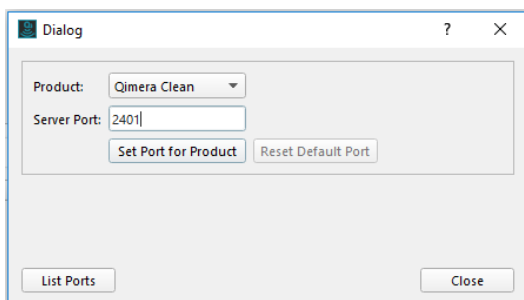 Dialog ?
Product: Qimera Clean
Server Port: 2401
Set Port for Product Reset Default Port
List Ports Close